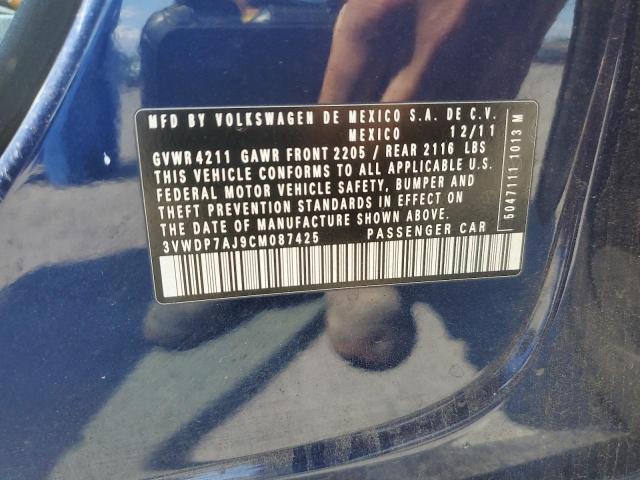 MFD BY VOLKSWAGEN DE MEXICO S.A. DE C.V.
MEXICO 12/11
GVWR 4211 GAWR FRONT 2205 / REAR 2116 LBS
THIS VEHICLE CONFORMS TO ALL APPLICABLE U.S.
FEDERAL MOTOR VEHICLE SAFETY, BUMPER AND
THEFT PREVENTION STANDARDS IN EFFECT ON
THE DATE OF MANUFACTURE SHOWN ABOVE.
3VWDP7AJ9CM087425 PASSENGER CAR
5047111 1013 M